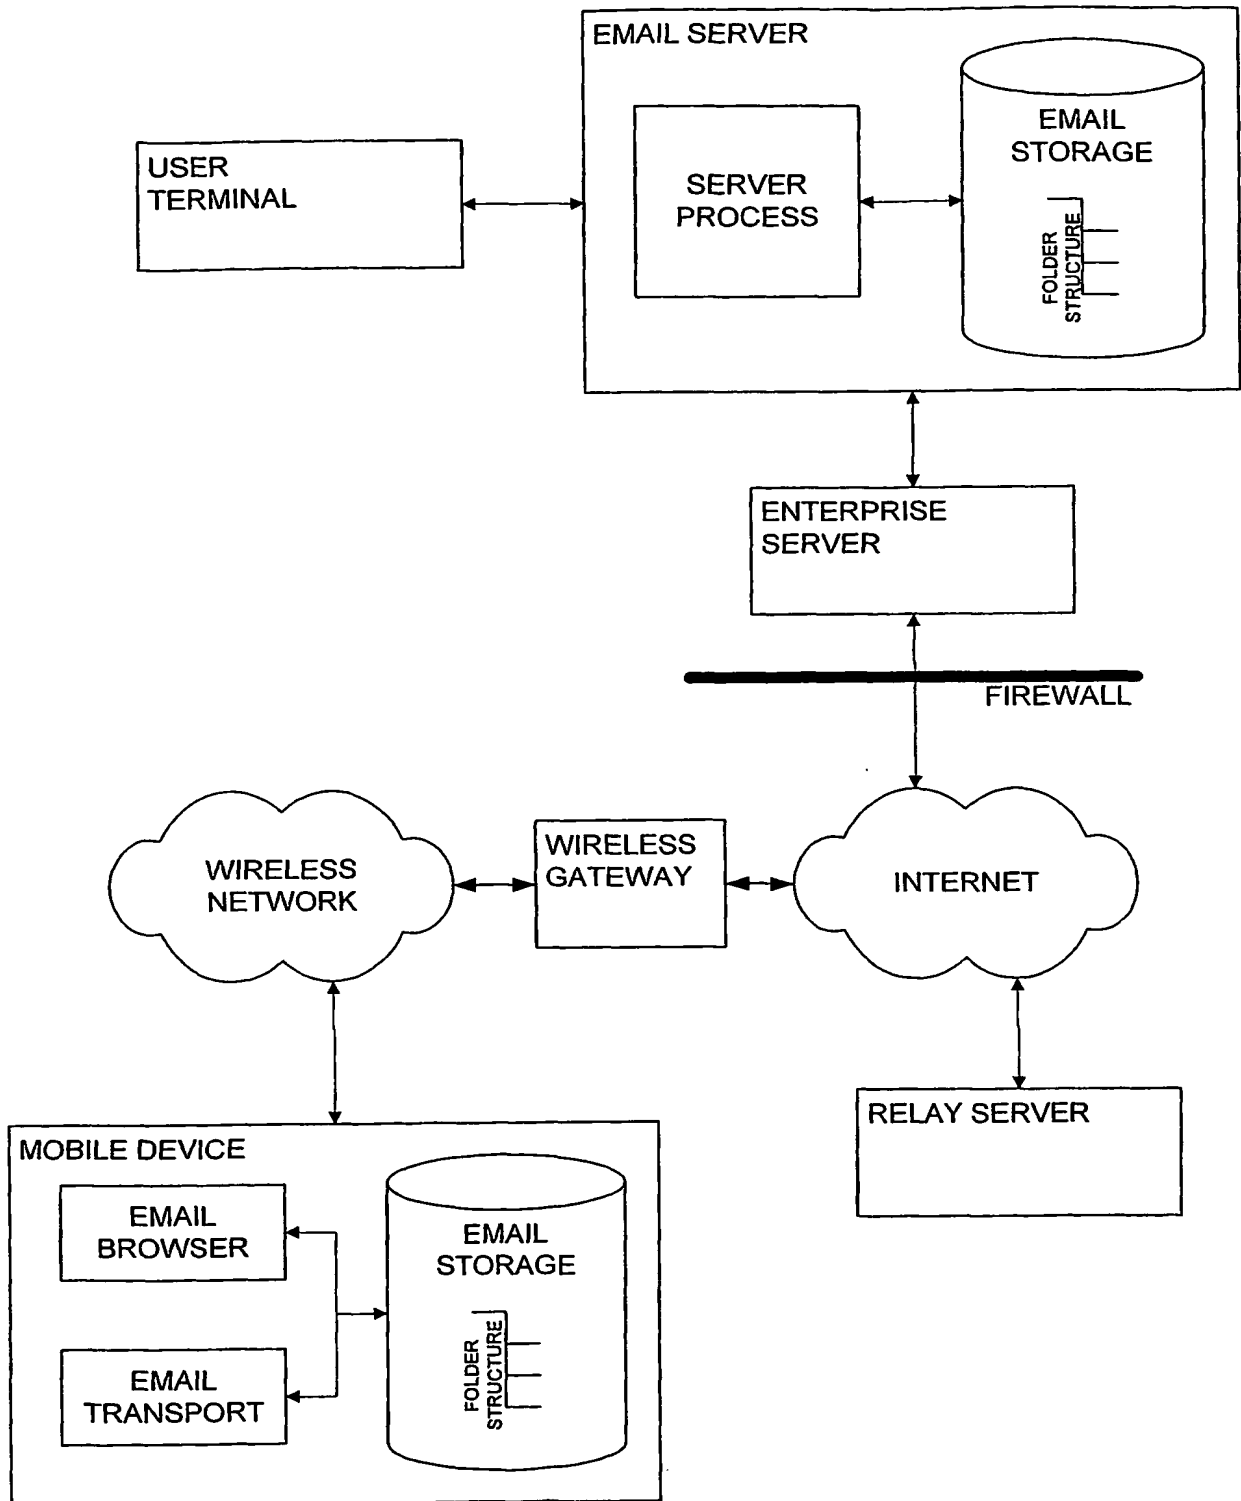 EMAIL SERVER
USER
TERMINAL
SERVER
PROCESS
EMAIL
STORAGE
FOLDER
STRUCTURE
ENTERPRISE
SERVER
FIREWALL
WIRELESS
NETWORK
WIRELESS
GATEWAY
INTERNET
RELAY SERVER
MOBILE DEVICE
EMAIL
BROWSER
EMAIL
TRANSPORT
EMAIL
STORAGE
FOLDER
STRUCTURE